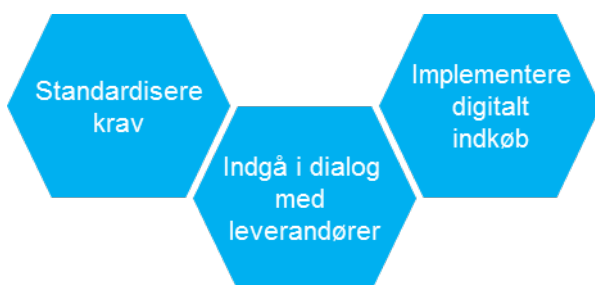 Standardisere
krav
Indgå i dialog
med
leverandører
Implementere
digitalt
indkøb